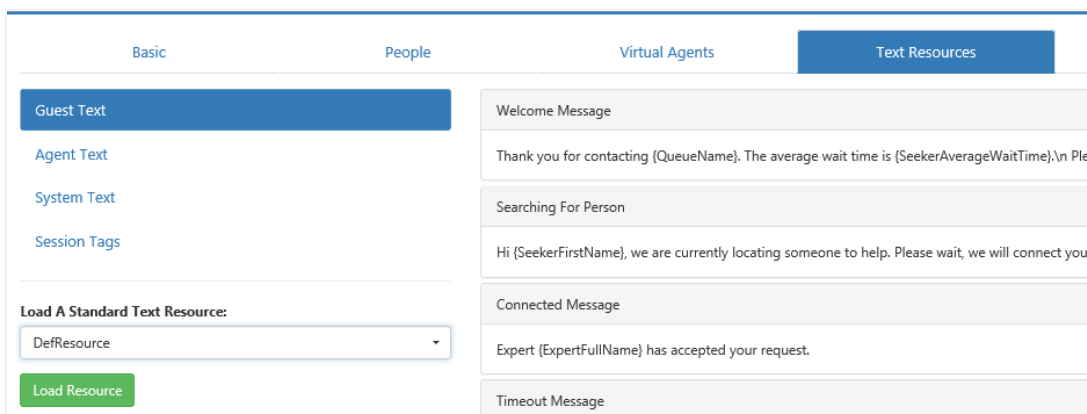 Basic
People
Virtual Agents
Text Resources
Guest Text
Agent Text
System Text
Session Tags
Load A Standard Text Resource:
DefResource
Load Resource
Welcome Message
Thank you for contacting {QueueName}. The average wait time is {SeekerAverageWaitTime}.\n Ple
Searching For Person
Hi {SeekerFirstName}, we are currently locating someone to help. Please wait, we will connect you
Connected Message
Expert {ExpertFullName} has accepted your request.
Timeout Message